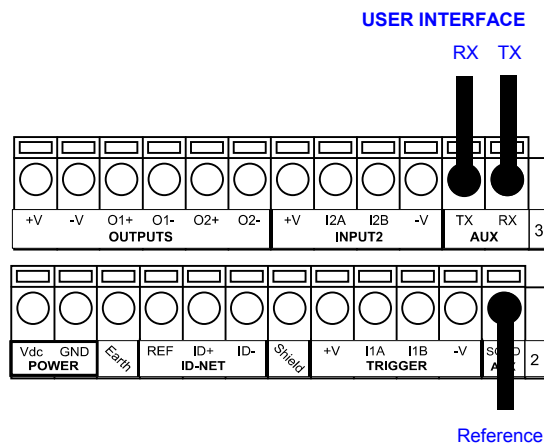 USER INTERFACE
RX TX
+V -V O1+ O1- O2+ O2- +V I2A I2B -V TX RX
OUTPUTS INPUT2 AUX 3
Vdc GND Earth REF ID+ ID- Shield +V I1A I1B -V
POWER ID-NET TRIGGER 2
Reference